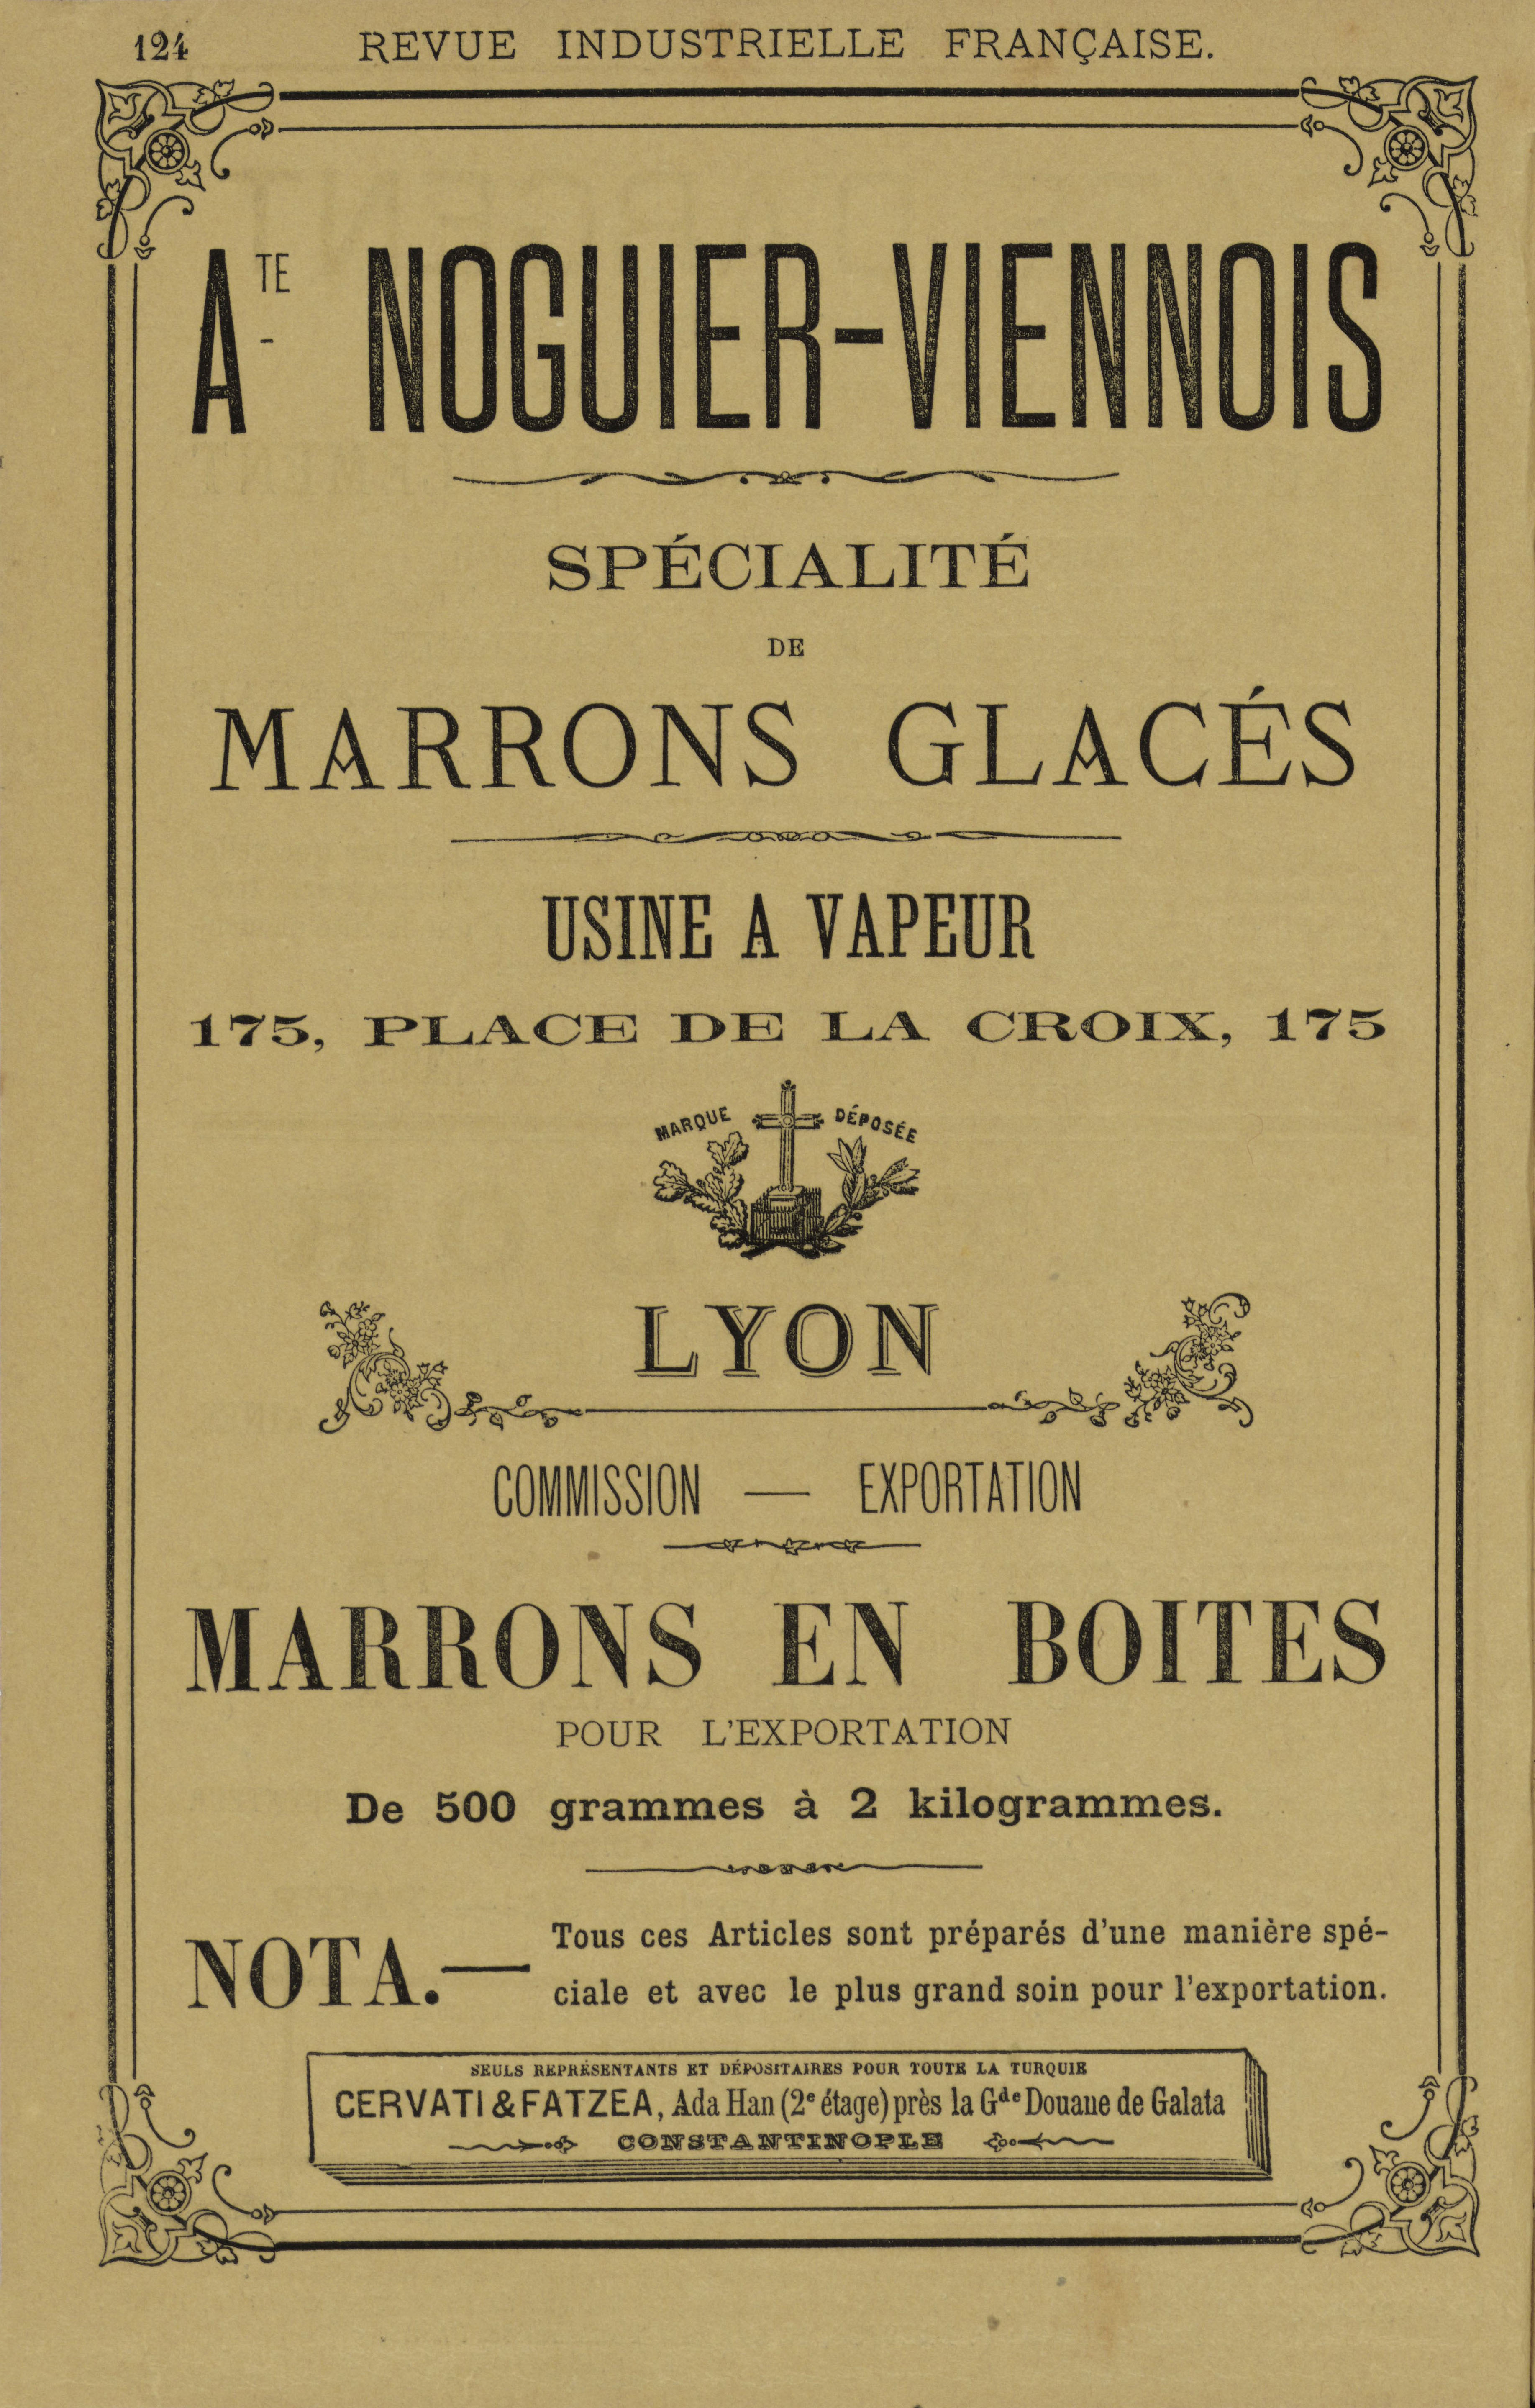 124 REVUE INDUSTRIELLE FRANÇAISE.
ATE - NOGUIER-VIENNOIS
SPÉCIALITÉ
DE
MARRONS GLACÉS
USINE A VAPEUR
175, PLACE DE LA CROIX, 175
MARQUE DÉPOSÉE
LYON
COMMISSION — EXPORTATION
MARRONS EN BOITES
POUR L'EXPORTATION
De 500 grammes à 2 kilogrammes.
NOTA.— Tous ces Articles sont préparés d'une manière spé-
ciale et avec le plus grand soin pour l'exportation.
SEULS REPRÉSENTANTS ET DÉPOSITAIRES POUR TOUTE LA TURQUIE
CERVATI & FATZEA, Ada Han (2e étage) près la Gde Douane de Galata
CONSTANTINOPLE